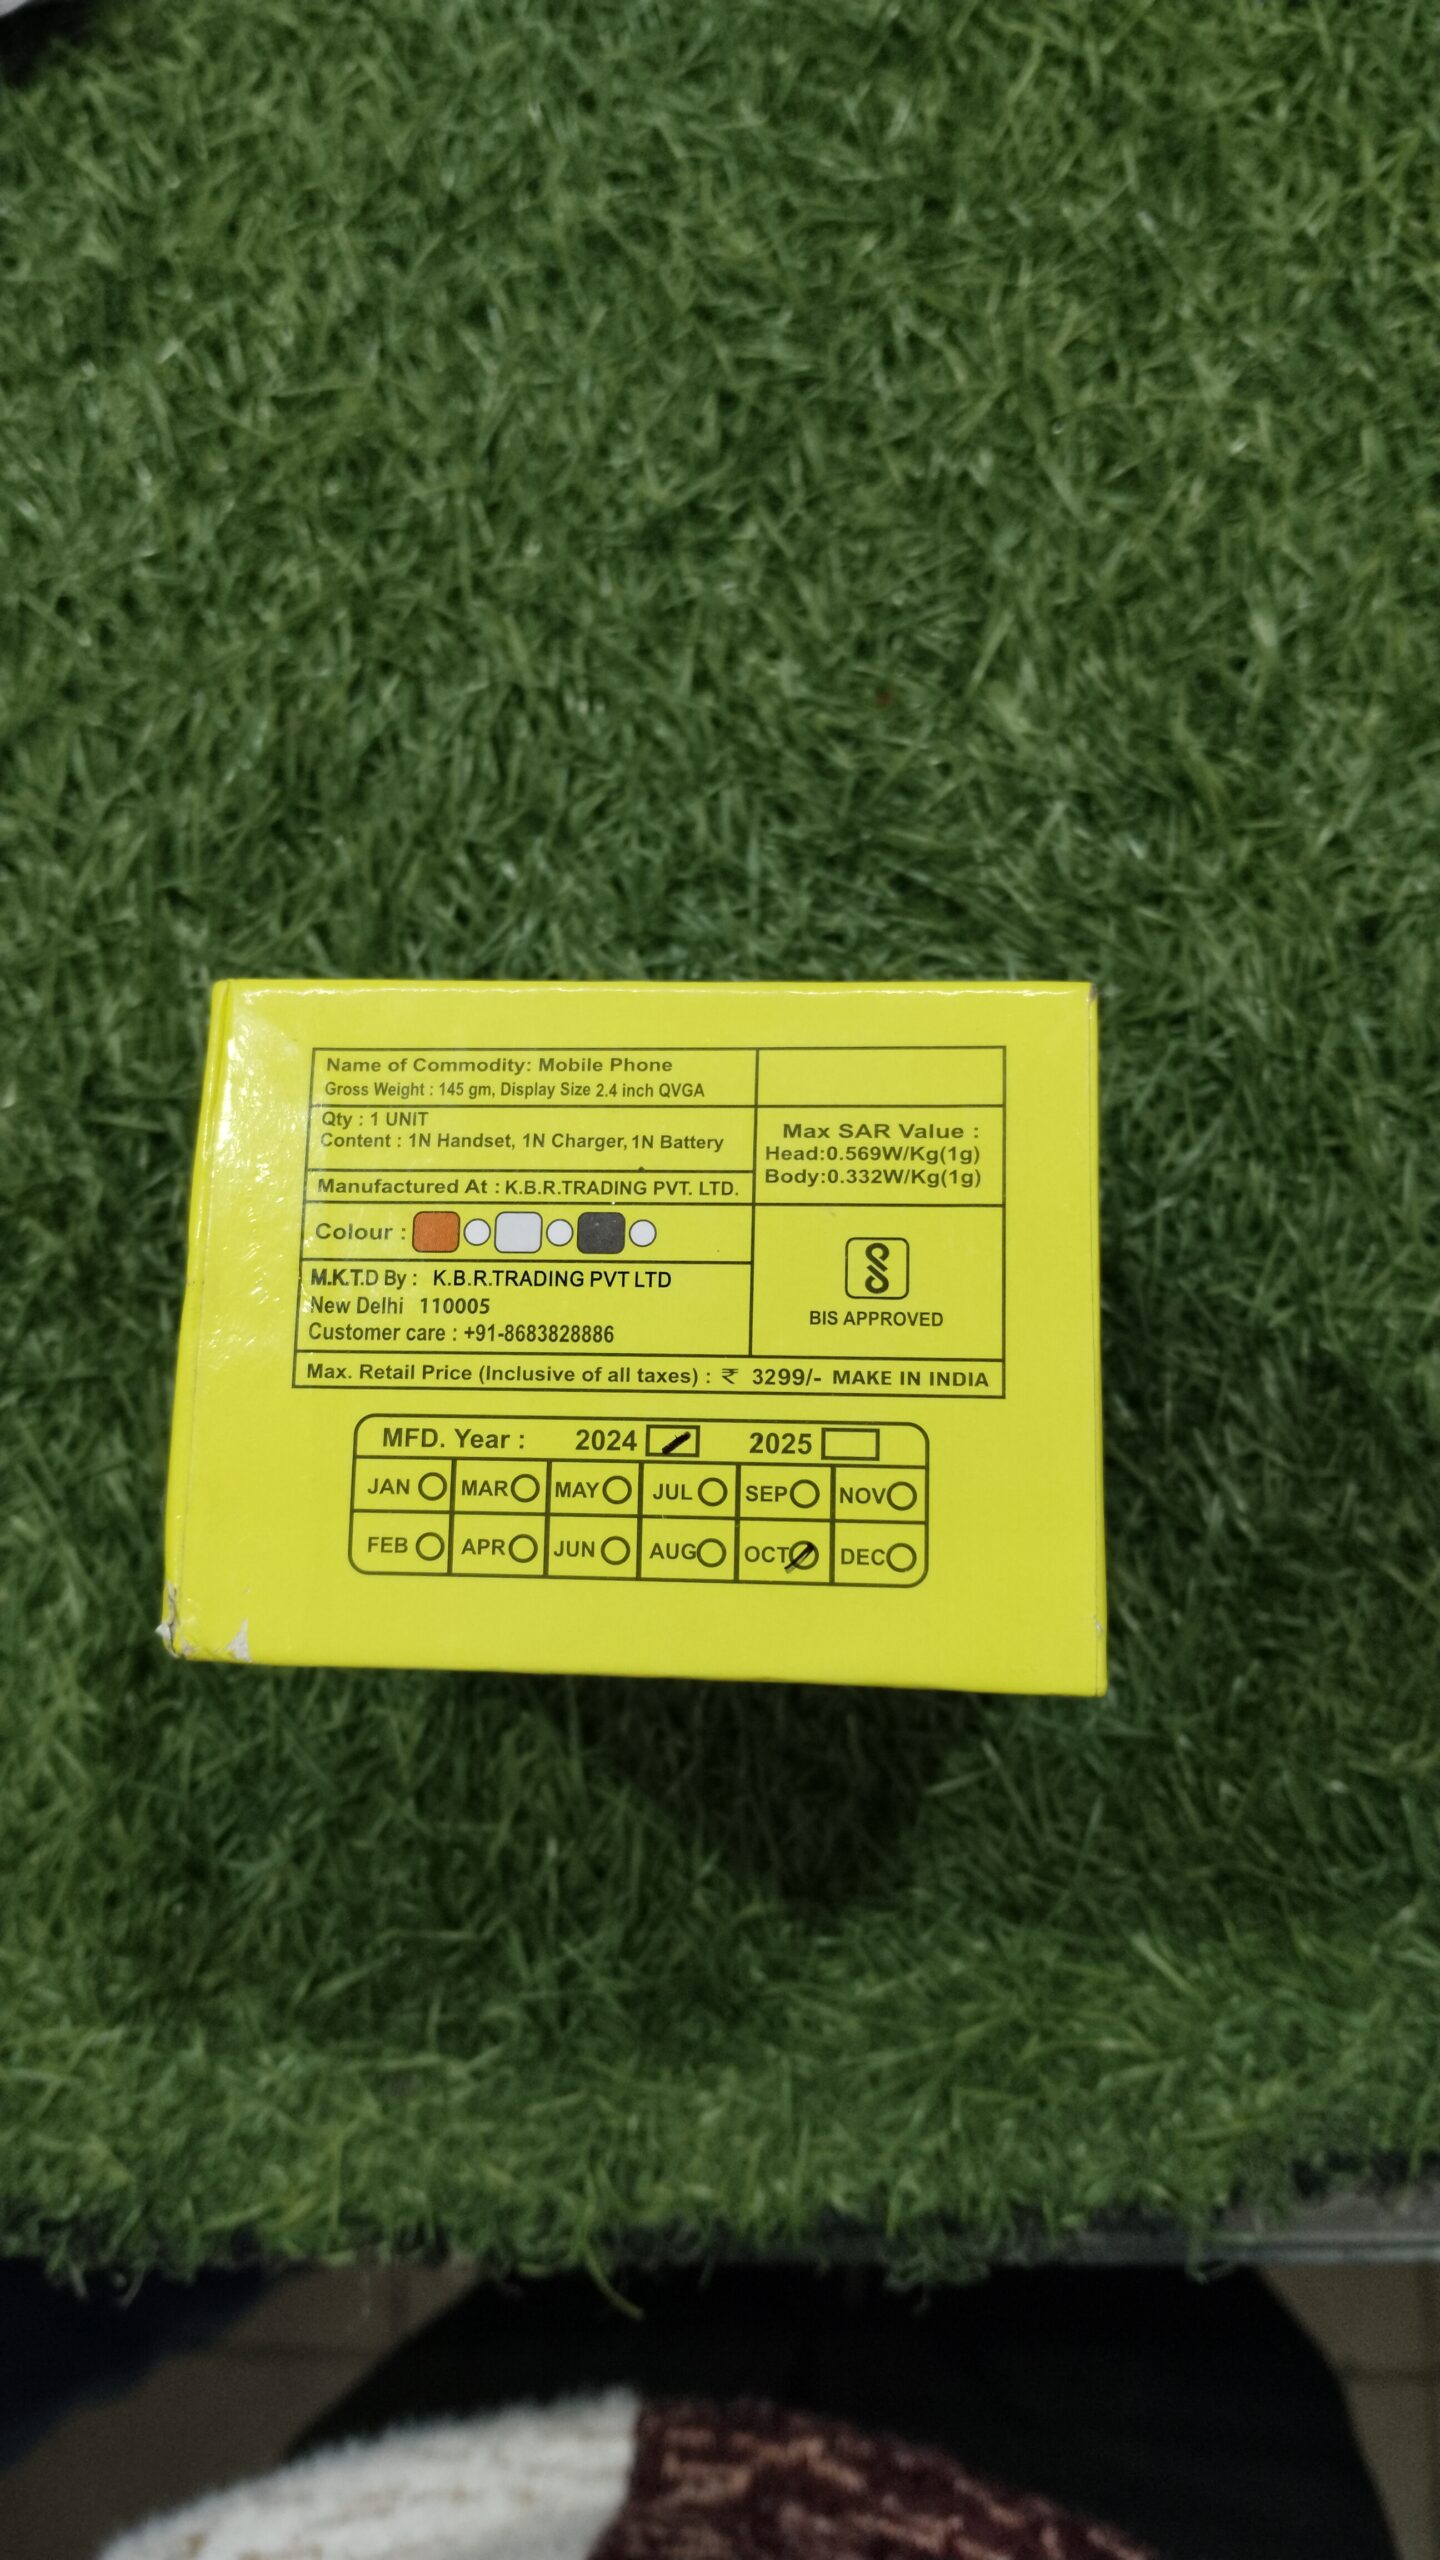 Name of Commodity: Mobile Phone
Gross Weight : 145 gm, Display Size 2.4 inch QVGA
Qty : 1 UNIT
Content : 1N Handset, 1N Charger, 1N Battery
Max SAR Value :
Head:0.569W/Kg(1g)
Body:0.332W/Kg(1g)
Manufactured At : K.B.R.TRADING PVT. LTD.
Colour :
M.K.T.D By : K.B.R.TRADING PVT LTD
New Delhi 110005
Customer care : +91-8683828886
BIS APPROVED
Max. Retail Price (Inclusive of all taxes) : ₹ 3299/- MAKE IN INDIA
MFD. Year : 2024 2025
JAN MAR MAY JUL SEP NOV
FEB APR JUN AUG OCT DEC